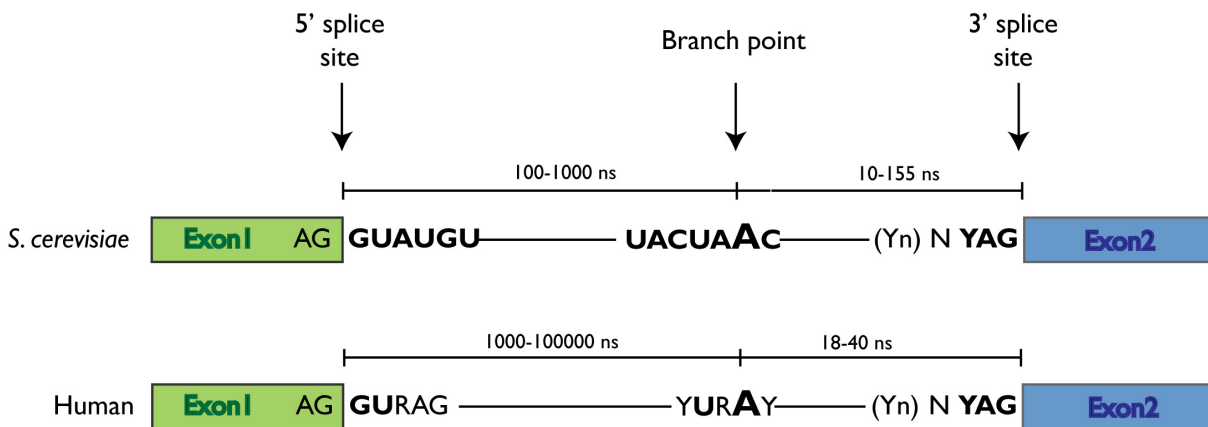 5’ splice
site
Branch point
3’ splice
site
100-1000 ns
10-155 ns
S. cerevisiae
Exon1
AG
GUAUGU
UACUAAC
(Yn) N YAG
Exon2
1000-100000 ns
18-40 ns
Human
Exon1
AG
GURAG
YURAY
(Yn) N YAG
Exon2